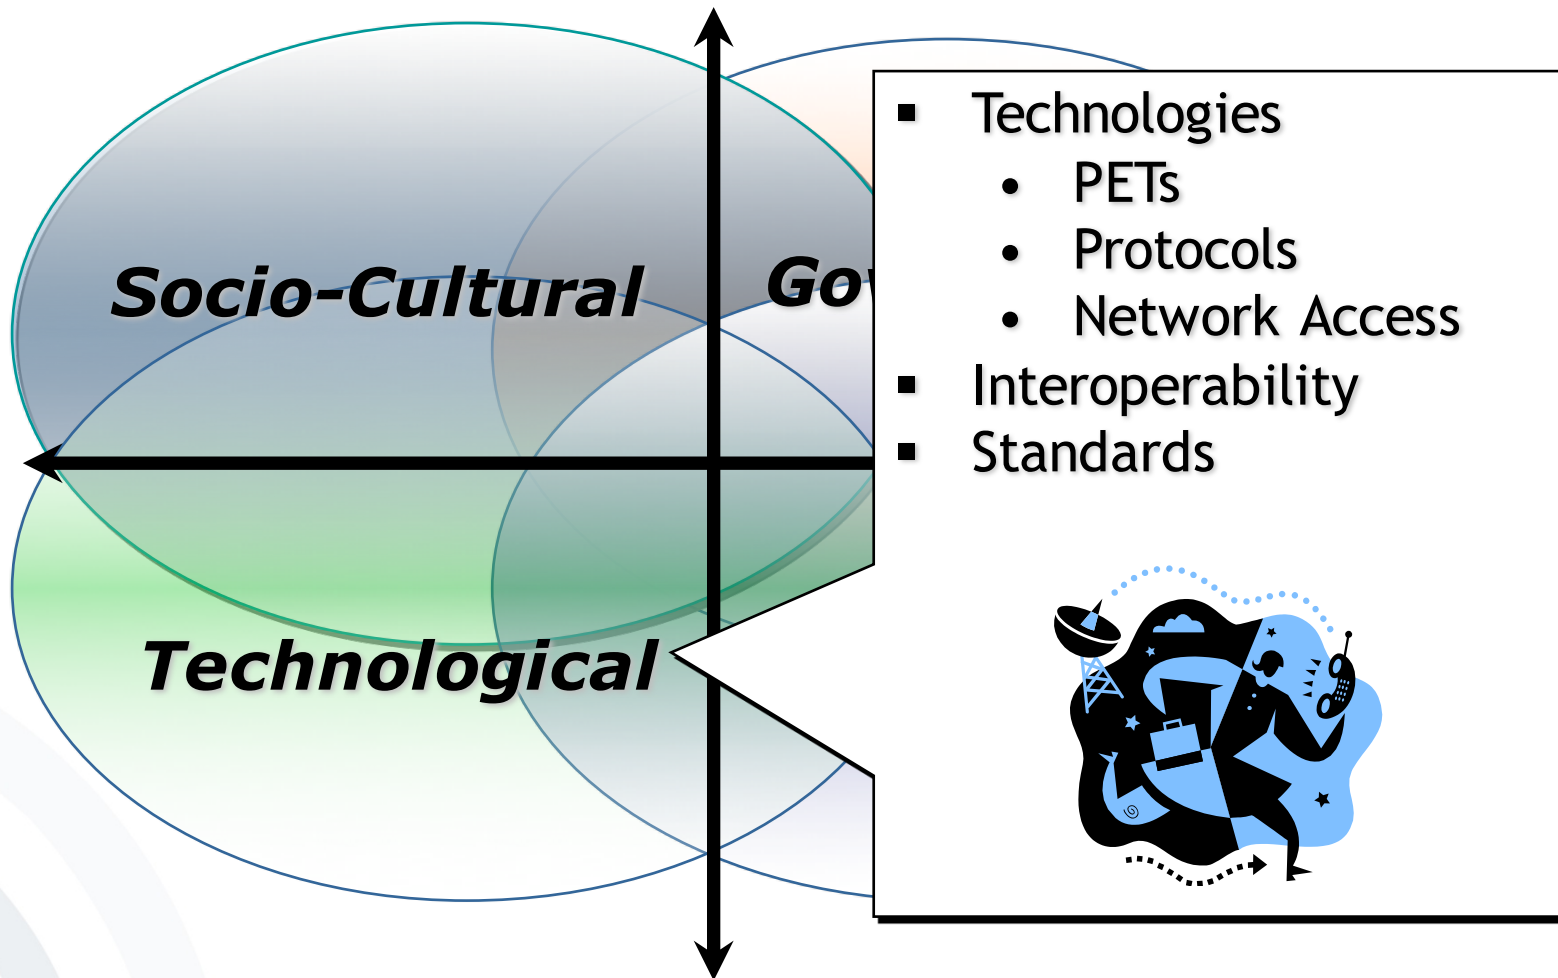 Socio-Cultural
Technological
▪ Technologies
• PETs
• Protocols
• Network Access
▪ Interoperability
▪ Standards